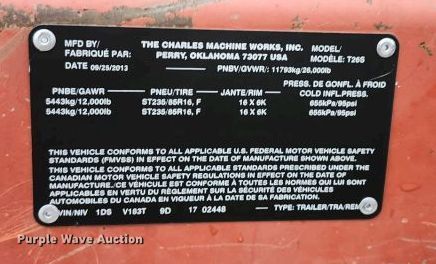 MFD BY/ THE CHARLES MACHINE WORKS, INC. MODEL/
FABRIQUÉ PAR: PERRY, OKLAHOMA 73077 USA MODÈLE: T26S
DATE 09/25/2013 PNBV/GVWR/: 11793kg/26,000lb
PRESS. DE GONFL. À FROID
PNBE/GAWR PNEU/TIRE JANTE/RIM COLD INFL.PRESS.
5443kg/12,000lb ST235/85R16, F 16 X 6K 655kPa/95psi
5443kg/12,000lb ST235/85R16, F 16 X 6K 655kPa/95psi
THIS VEHICLE CONFORMS TO ALL APPLICABLE U.S. FEDERAL MOTOR VEHICLE SAFETY
STANDARDS (FMVSS) IN EFFECT ON THE DATE OF MANUFACTURE SHOWN ABOVE.
THIS VEHICLE CONFORMS TO ALL APPLICABLE STANDARDS PRESCRIBED UNDER THE
CANADIAN MOTOR VEHICLE SAFETY REGULATIONS IN EFFECT ON THE DATE OF
MANUFACTURE./CE VÉHICULE EST CONFORME À TOUTES LES NORMES QUI LUI SONT
APPLICABLES EN VERTU DU RÈGLEMENT SUR LA SÉCURITÉ DES VÉHICULES
AUTOMOBILES DU CANADA EN VIGUEUR À LA DATE DE SA FABRICATION.
VIN/NIV 1DS V183T 9D 17 02448 TYPE: TRAILER/TRA/REM
Purple Wave Auction